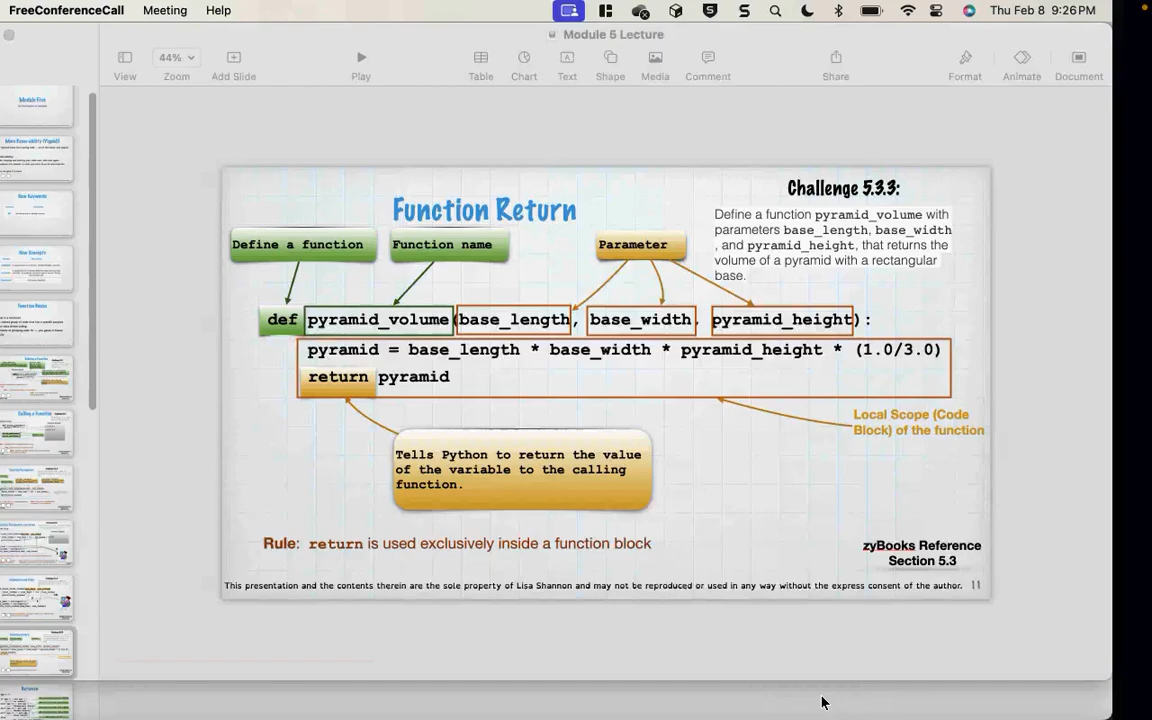 FreeConferenceCall Meeting Help Thu Feb 8 9:26 PM
Module 5 Lecture
44%
View Zoom Add Slide Play Table Chart Text Shape Media Comment Share Format Animate Document
Module Five
Challenge 5.3.3:
Function Return
Define a function pyramid_volume with
parameters base_length, base_width
, and pyramid_height, that returns the
volume of a pyramid with a rectangular
base.
Define a function Function name Parameter
def pyramid_volume(base_length, base_width, pyramid_height):
pyramid = base_length * base_width * pyramid_height * (1.0/3.0)
return pyramid
Local Scope (Code
Block) of the function
Tells Python to return the value
of the variable to the calling
function.
Rule: return is used exclusively inside a function block
zyBooks Reference
Section 5.3
This presentation and the contents therein are the sole property of Lisa Shannon and may not be reproduced or used in any way without the express consent of the author. 11